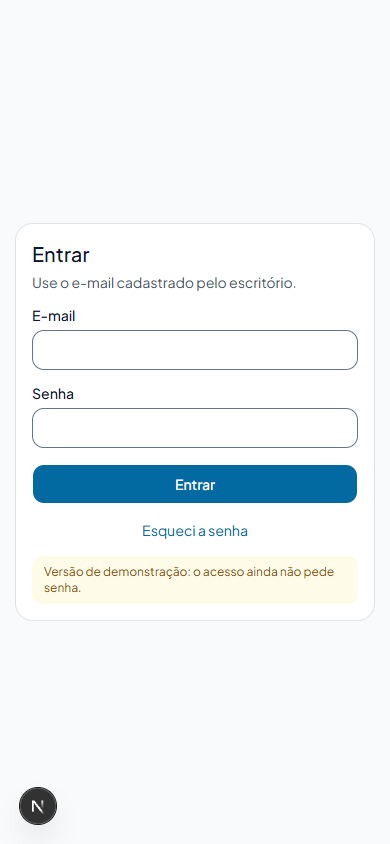 Entrar
Use o e-mail cadastrado pelo escritório.
E-mail
Senha
Entrar
Esqueci a senha
Versão de demonstração: o acesso ainda não pede
senha.
N